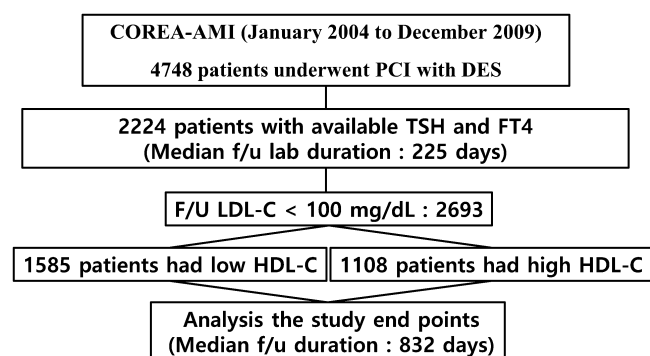 COREA-AMI (January 2004 to December 2009)
4748 patients underwent PCI with DES
2224 patients with available TSH and FT4
(Median f/u lab duration : 225 days)
F/U LDL-C < 100 mg/dL : 2693
1585 patients had low HDL-C
1108 patients had high HDL-C
Analysis the study end points
(Median f/u duration : 832 days)